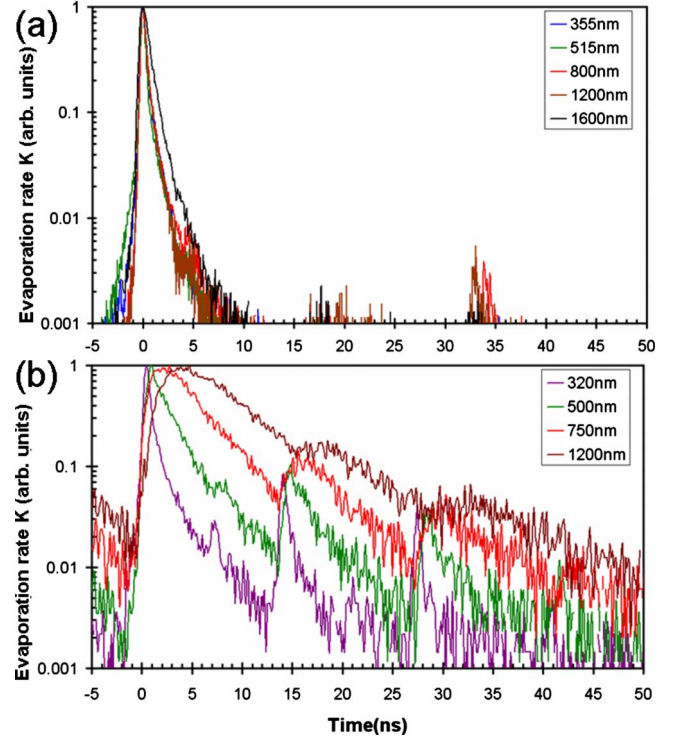 (a)
Evaporation rate K (arb. units)
1
0.1
0.01
0.001
355nm
515nm
800nm
1200nm
1600nm
-5 0 5 10 15 20 25 30 35 40 45 50
(b)
Evaporation rate K (arb. units)
1
0.1
0.01
0.001
320nm
500nm
750nm
1200nm
-5 0 5 10 15 20 25 30 35 40 45 50
Time(ns)